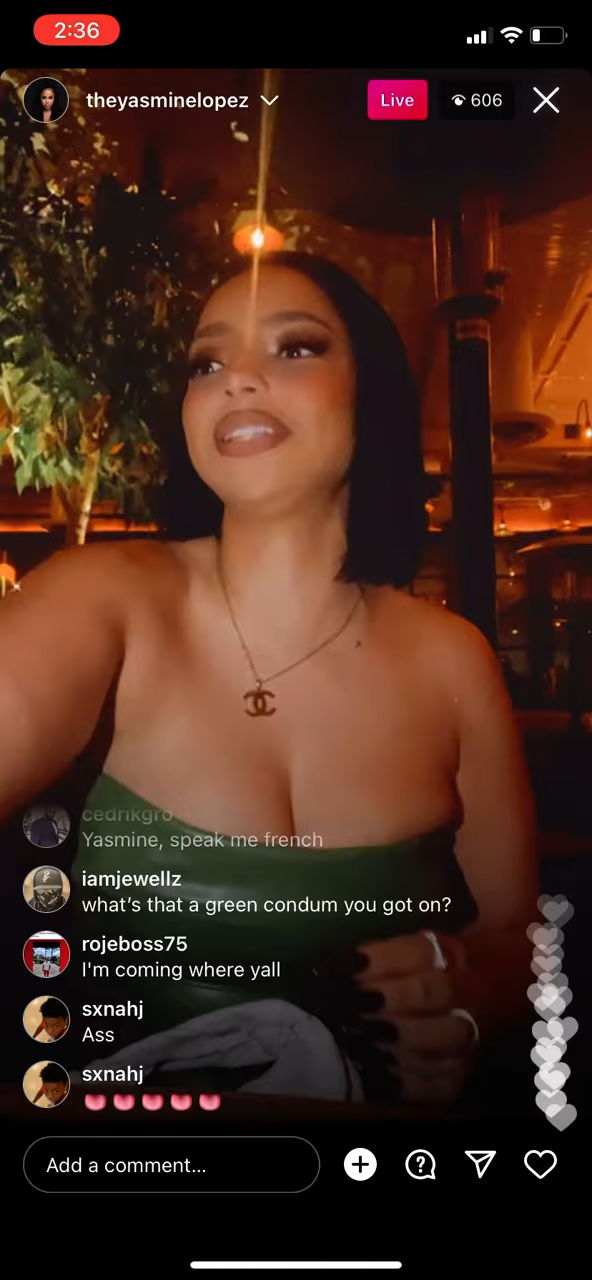 2:36
theyasminelopez
Live
606
cedrikgro
Yasmine, speak me french
iamjewellz
what's that a green condum you got on?
rojeboss75
I'm coming where yall
sxnahj
Ass
sxnahj
Add a comment...